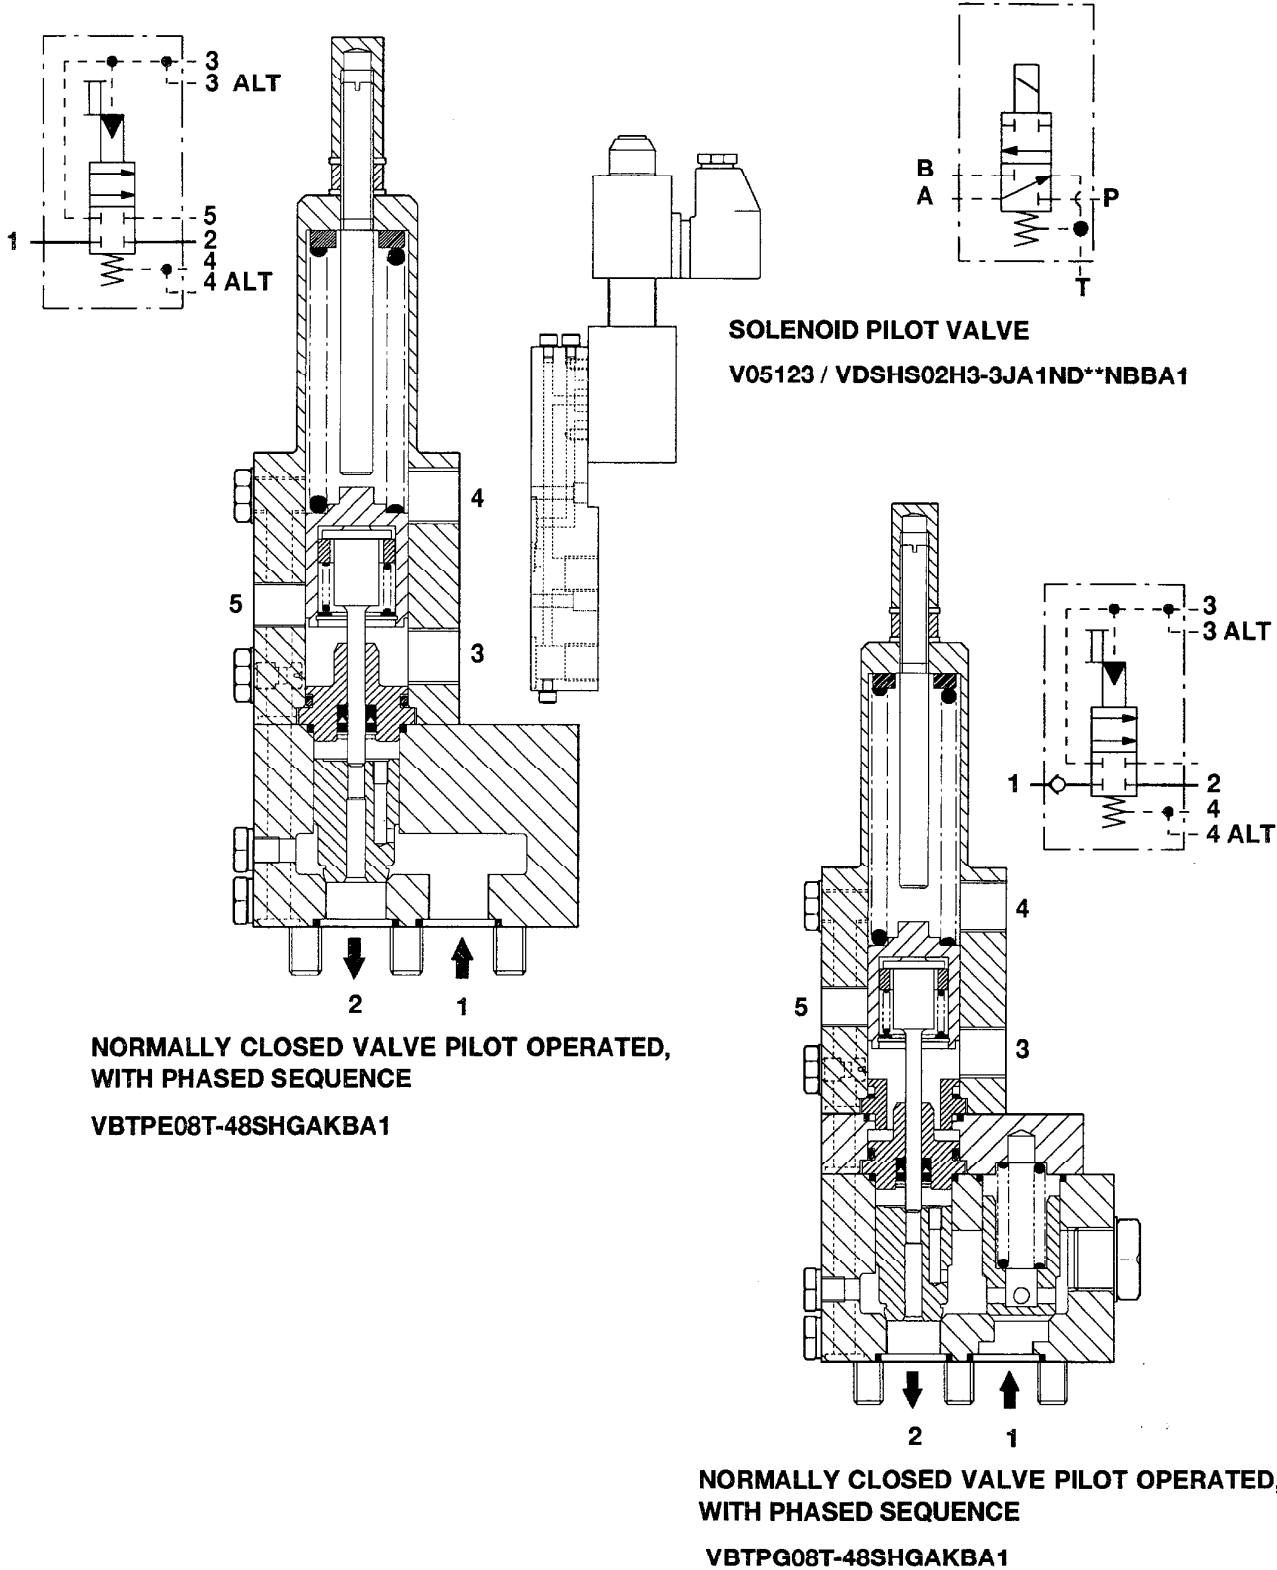 3
3 ALT
5
1
2
4
4 ALT
B
A
P
T
SOLENOID PILOT VALVE
V05123 / VDSHS02H3-3JA1ND**NBBA1
4
5
3
2
1
NORMALLY CLOSED VALVE PILOT OPERATED,
WITH PHASED SEQUENCE
VBTPE08T-48SHGAKBA1
3
3 ALT
1
2
4
4 ALT
4
5
3
2
1
NORMALLY CLOSED VALVE PILOT OPERATED,
WITH PHASED SEQUENCE
VBTPG08T-48SHGAKBA1